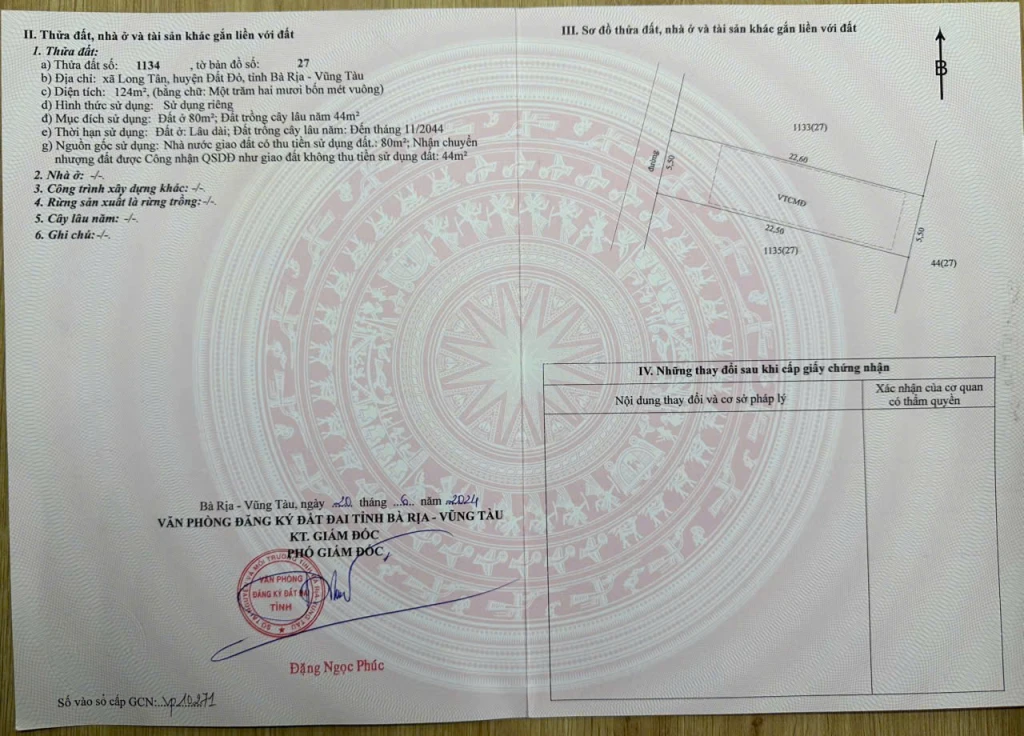 II. Thửa đất, nhà ở và tài sản khác gắn liền với đất
1. Thửa đất:
a) Thửa đất số: 1134 , tờ bản đồ số: 27
b) Địa chỉ: xã Long Tân, huyện Đất Đỏ, tỉnh Bà Rịa - Vũng Tàu
c) Diện tích: 124m², (bằng chữ: Một trăm hai mươi bốn mét vuông)
d) Hình thức sử dụng: Sử dụng riêng
đ) Mục đích sử dụng: Đất ở 80m²; Đất trồng cây lâu năm 44m²
e) Thời hạn sử dụng: Đất ở: Lâu dài; Đất trồng cây lâu năm: Đến tháng 11/2044
g) Nguồn gốc sử dụng: Nhà nước giao đất có thu tiền sử dụng đất.: 80m²; Nhận chuyển
nhượng đất được Công nhận QSDĐ như giao đất không thu tiền sử dụng đất: 44m²
2. Nhà ở: -/-.
3. Công trình xây dựng khác: -/-.
4. Rừng sản xuất là rừng trồng:-/-.
5. Cây lâu năm: -/-.
6. Ghi chú:-/-.
Bà Rịa - Vũng Tàu, ngày 20 tháng 6 năm 2024
VĂN PHÒNG ĐĂNG KÝ ĐẤT ĐAI TỈNH BÀ RỊA - VŨNG TÀU
KT. GIÁM ĐỐC
PHÓ GIÁM ĐỐC
VĂN PHÒNG
ĐĂNG KÝ ĐẤT ĐAI
TỈNH
Đặng Ngọc Phúc
Số vào sổ cấp GCN: VP10271
III. Sơ đồ thửa đất, nhà ở và tài sản khác gắn liền với đất
B
1133(27)
đường
5,50
22,60
VTCMĐ
22,50
5,50
1135(27)
44(27)
IV. Những thay đổi sau khi cấp giấy chứng nhận
Nội dung thay đổi và cơ sở pháp lý
Xác nhận của cơ quan
có thẩm quyền